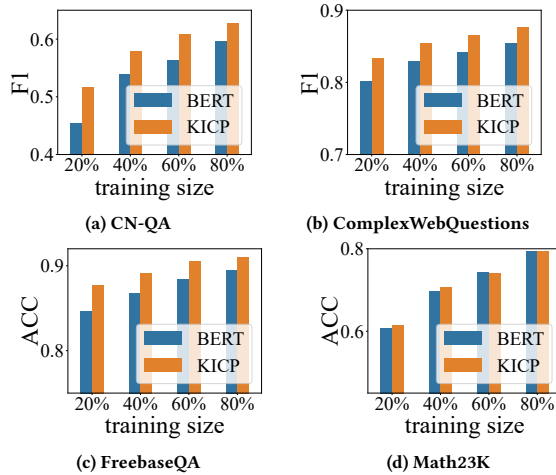 0.6
0.5
0.4
F1
BERT
KICP
20% 40% 60% 80%
training size
(a) CN-QA
0.9
0.8
0.7
F1
BERT
KICP
20% 40% 60% 80%
training size
(b) ComplexWebQuestions
0.9
0.8
ACC
BERT
KICP
20% 40% 60% 80%
training size
(c) FreebaseQA
0.8
0.6
ACC
BERT
KICP
20% 40% 60% 80%
training size
(d) Math23K